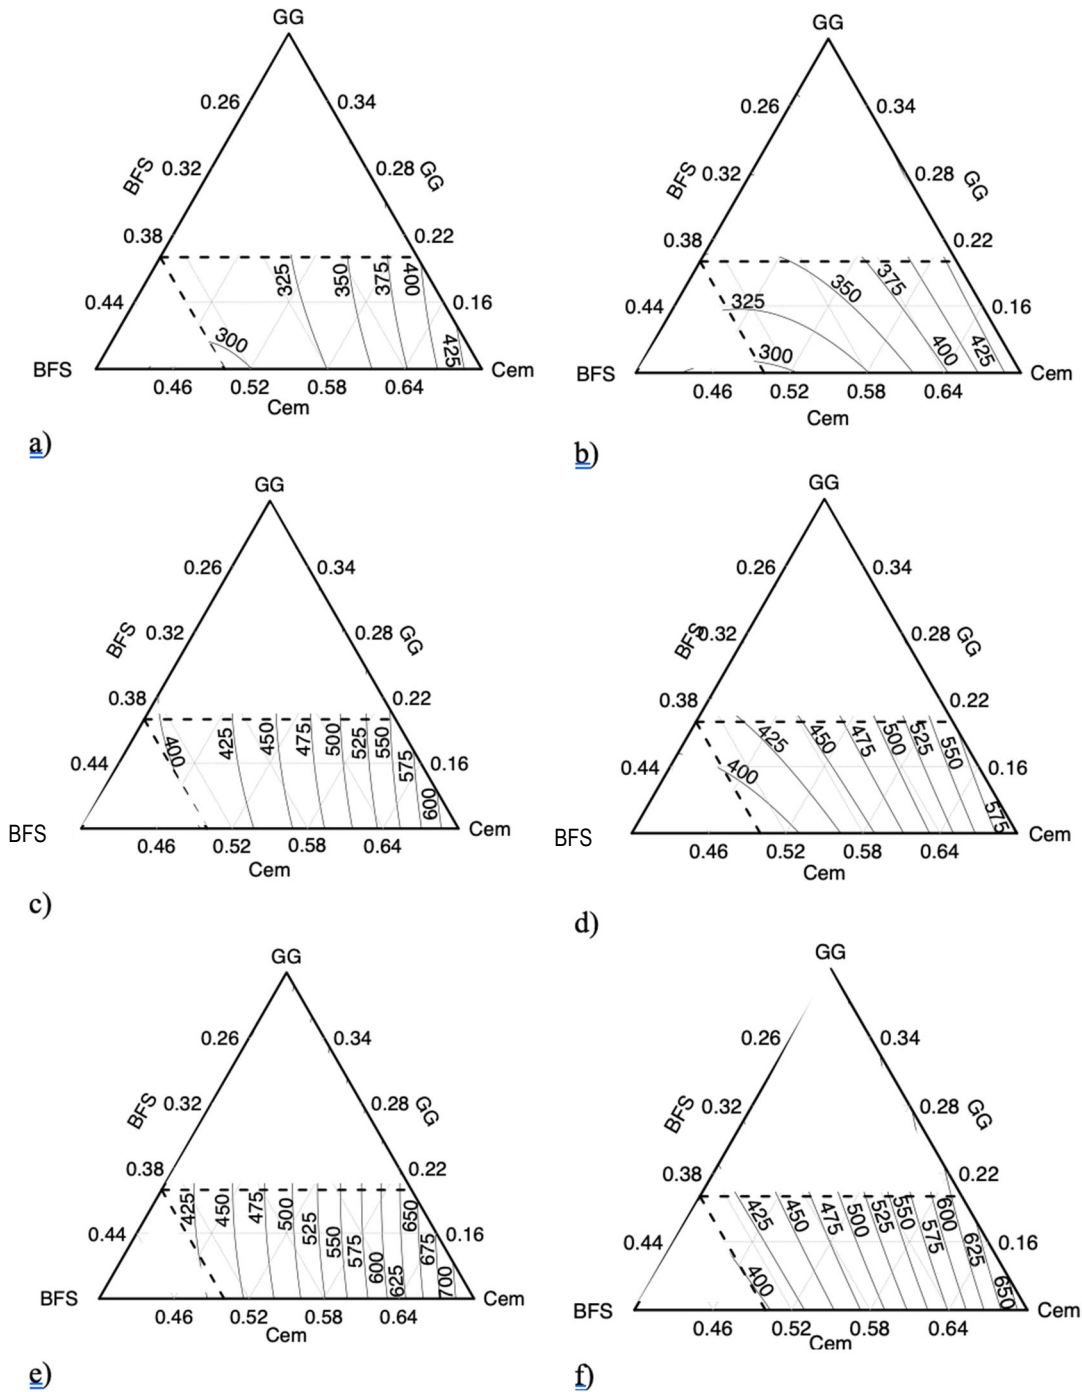 GG
0.26
0.34
BFS
0.32
0.28
GG
0.38
0.22
325
350
375
400
0.44
0.16
300
425
BFS
Cem
0.46
0.52
0.58
0.64
Cem
a)
GG
0.26
0.34
BFS
0.32
0.28
GG
0.38
0.22
375
350
325
0.44
0.16
300
400
425
BFS
Cem
0.46
0.52
0.58
0.64
Cem
b)
GG
0.26
0.34
BFS
0.32
0.28
GG
0.38
0.22
400
425
450
475
500
525
550
575
600
0.44
0.16
BFS
Cem
0.46
0.52
0.58
0.64
Cem
c)
GG
0.26
0.34
BFS
0.32
0.28
GG
0.38
0.22
400
425
450
475
500
525
550
575
0.44
0.16
BFS
Cem
0.46
0.52
0.58
0.64
Cem
d)
GG
0.26
0.34
BFS
0.32
0.28
GG
0.38
0.22
425
450
475
500
525
550
575
600
625
650
675
700
0.44
0.16
BFS
Cem
0.46
0.52
0.58
0.64
Cem
e)
GG
0.26
0.34
BFS
0.32
0.28
GG
0.38
0.22
400
425
450
475
500
525
550
575
600
625
650
0.44
0.16
BFS
Cem
0.46
0.52
0.58
0.64
Cem
f)